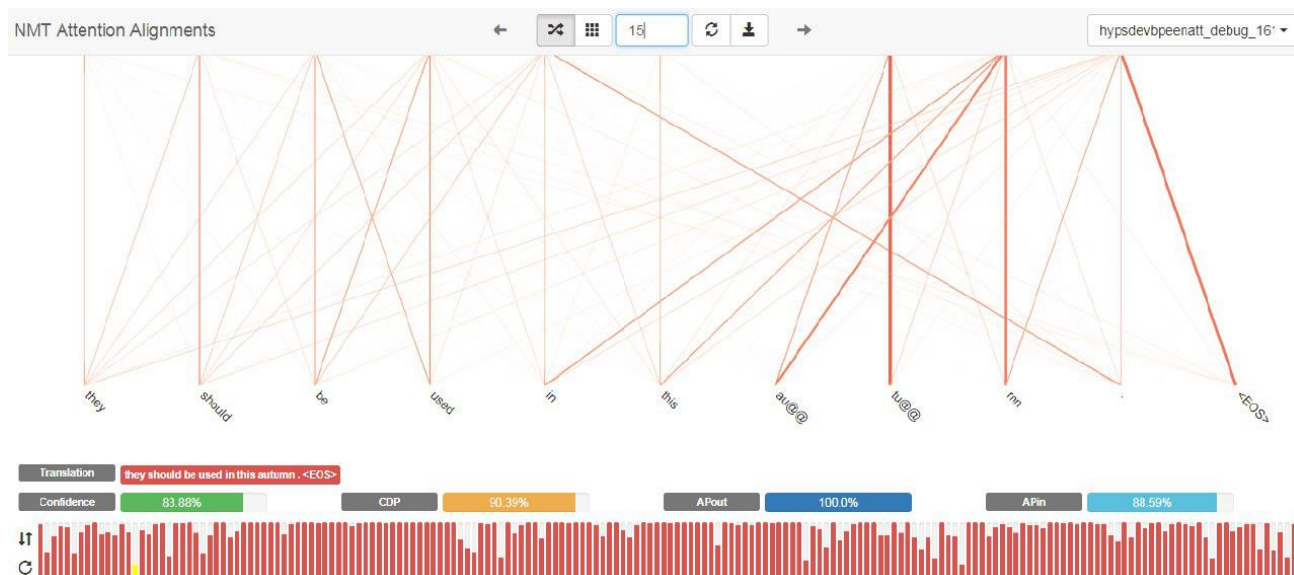 NMT Attention Alignments 15 hypsdevbpeenatt_debug_161
they should be used in this au@@ tu@@ mn . <EOS>
Translation they should be used in this autumn . <EOS>
Confidence 83.88% CDP 90.39% APout 100.0% APin 88.59%